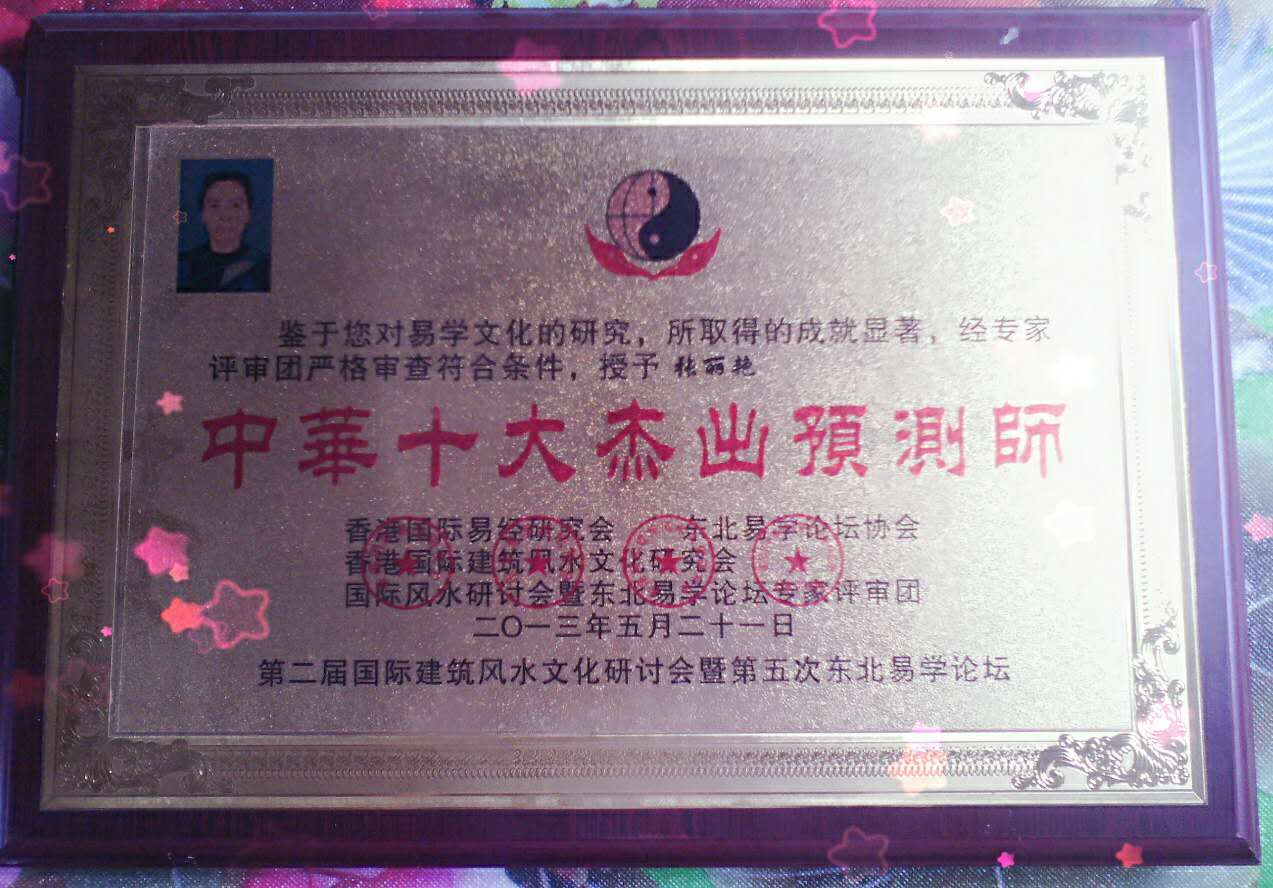 鉴于您对易学文化的研究，所取得的成就显著，经专家
评审团严格审查符合条件，授予 张丽艳
中華十大杰出預測師
香港国际易经研究会 东北易学论坛协会
香港国际建筑风水文化研究会
国际风水研讨会暨东北易学论坛专家评审团
二〇一三年五月二十一日
第二届国际建筑风水文化研讨会暨第五次东北易学论坛